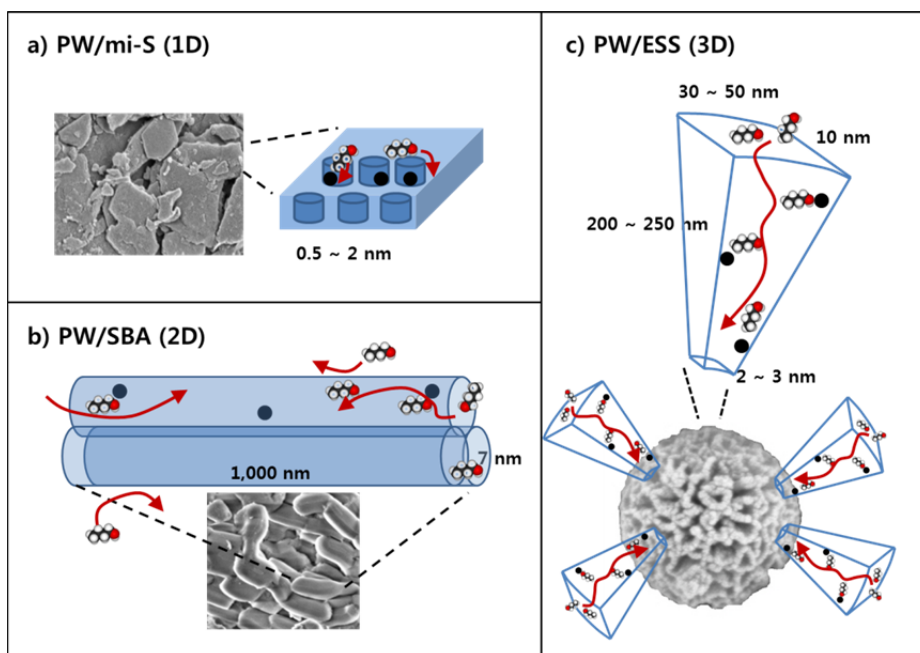 a) PW/mi-S (1D)
0.5 ~ 2 nm
b) PW/SBA (2D)
7 nm
1,000 nm
c) PW/ESS (3D)
30 ~ 50 nm
10 nm
200 ~ 250 nm
2 ~ 3 nm